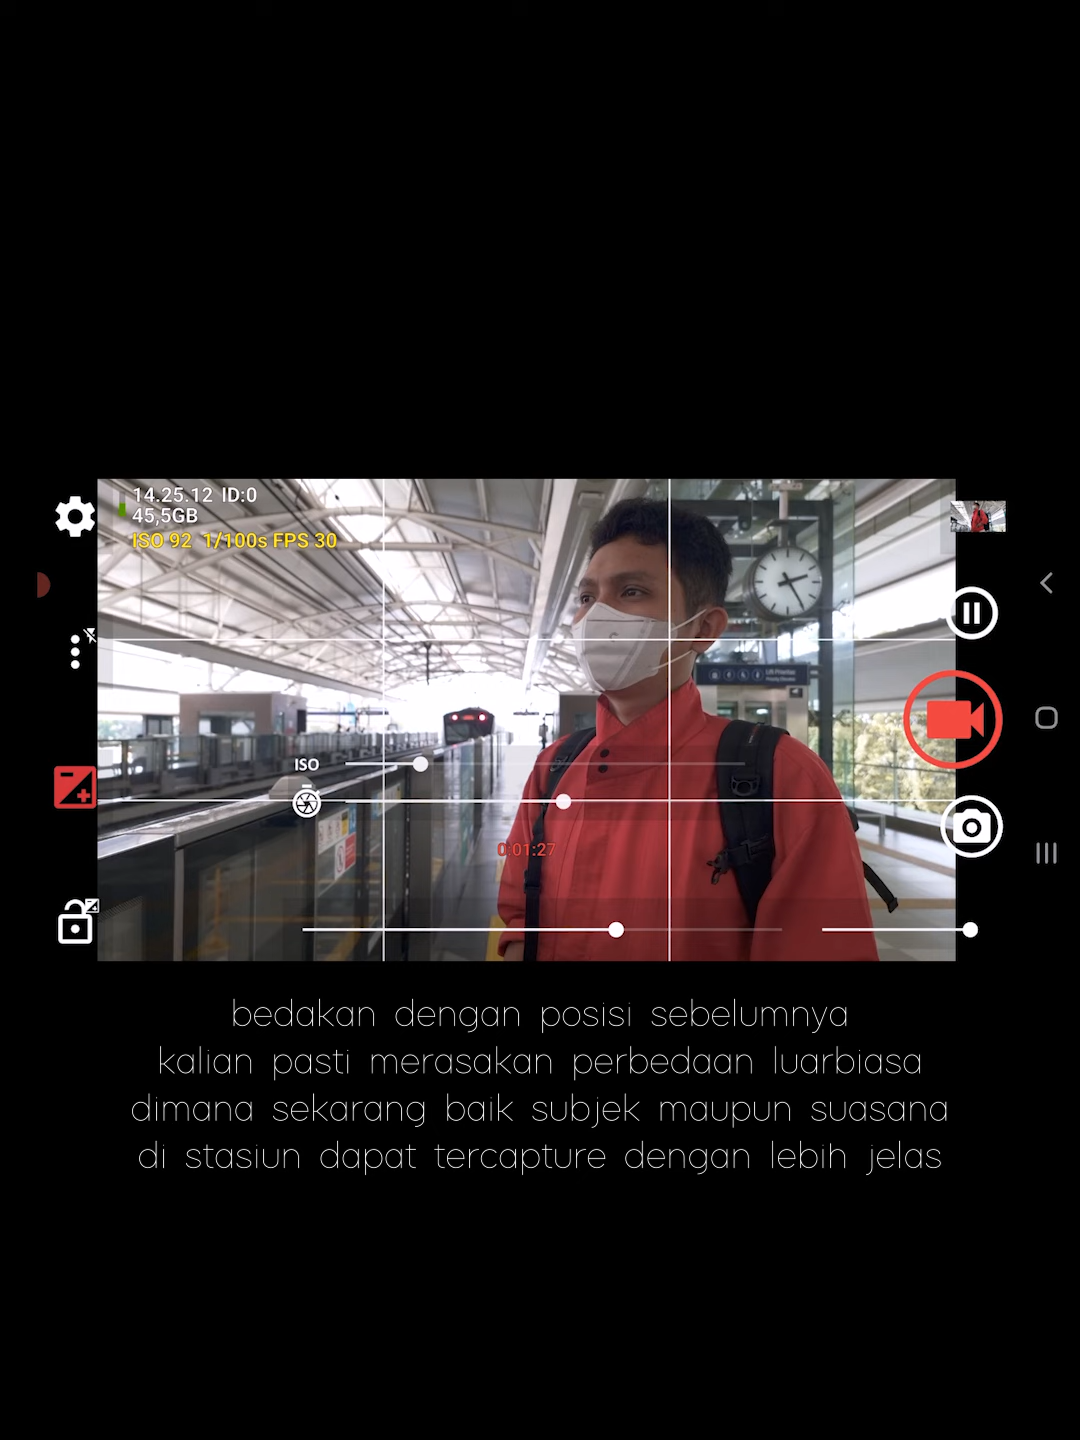 14.25.12 ID:0
45,5GB
ISO 92 1/100s FPS 30
ISO
0:01:27
bedakan dengan posisi sebelumnya
kalian pasti merasakan perbedaan luarbiasa
dimana sekarang baik subjek maupun suasana
di stasiun dapat tercapture dengan lebih jelas